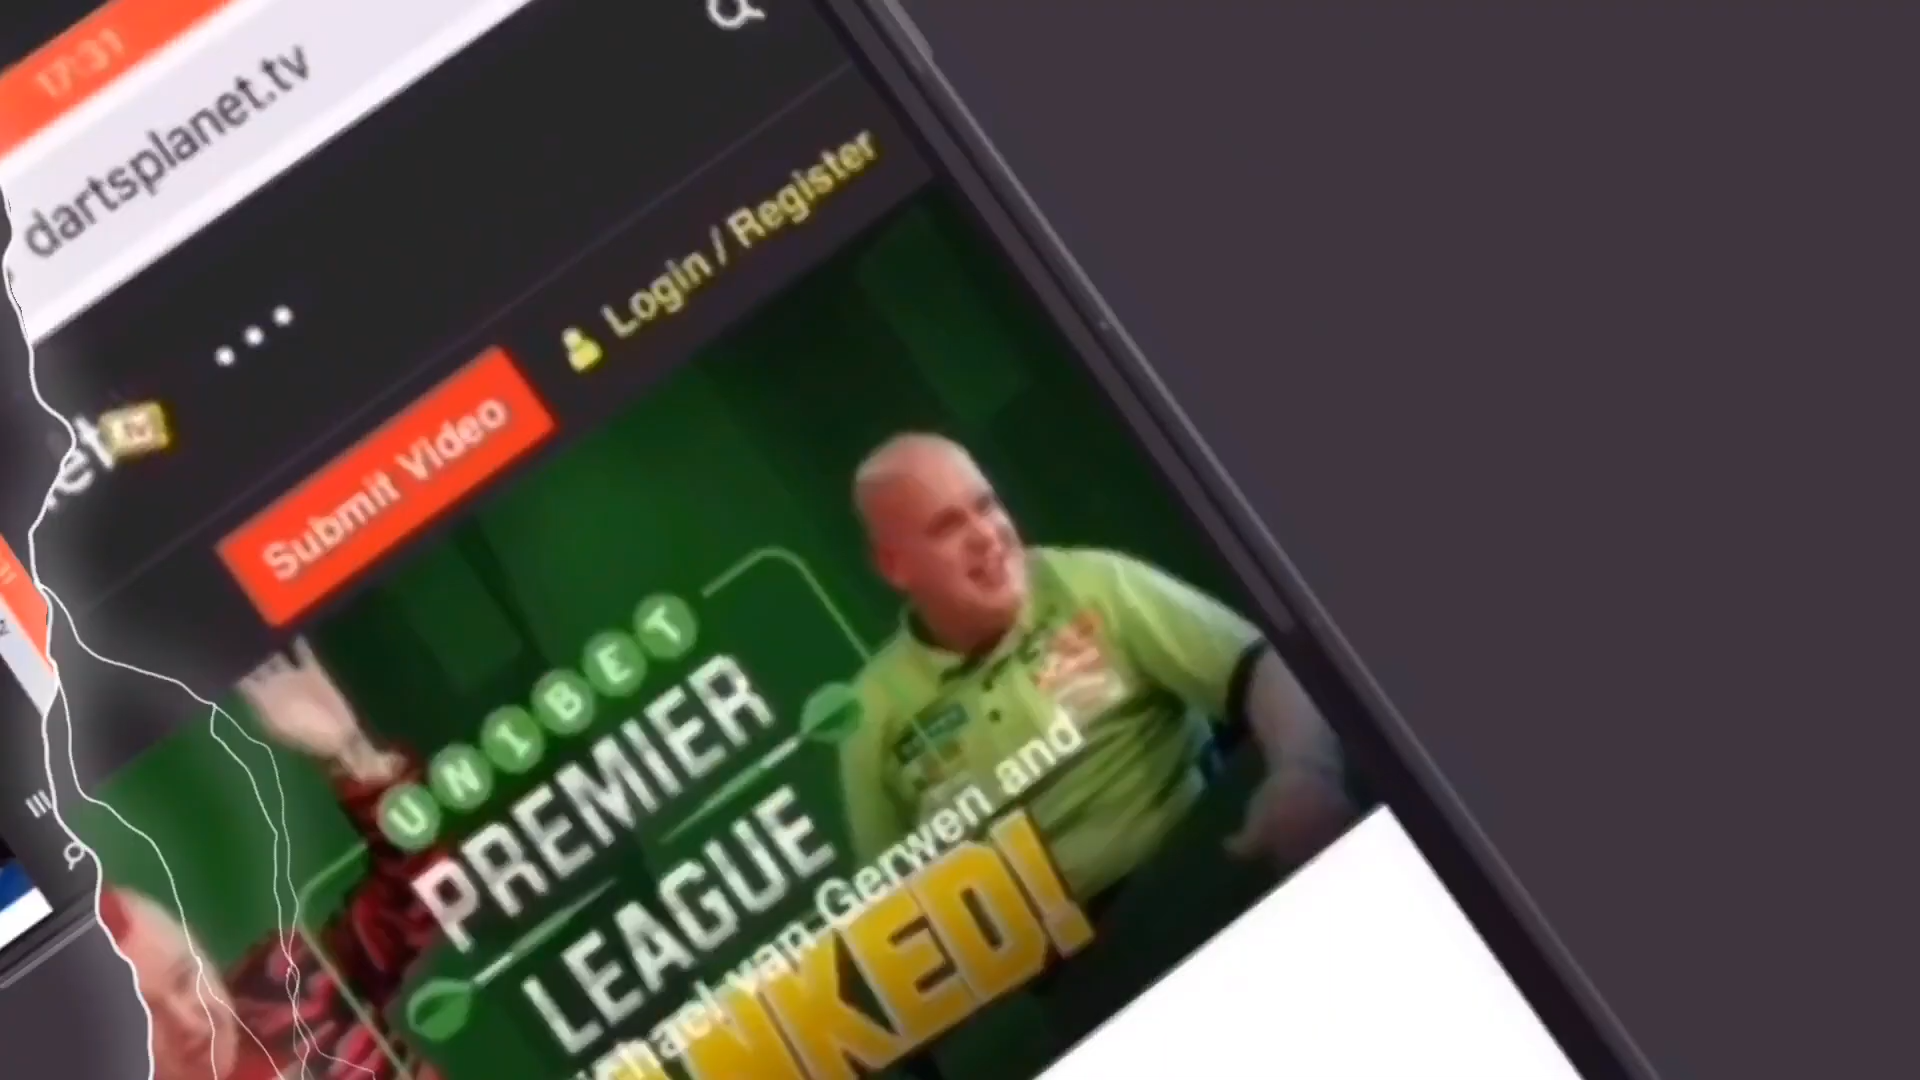 17:31
dartsplanet.tv
Login / Register
Submit Video
UNIBET
PREMIER
LEAGUE
van Gerwen and